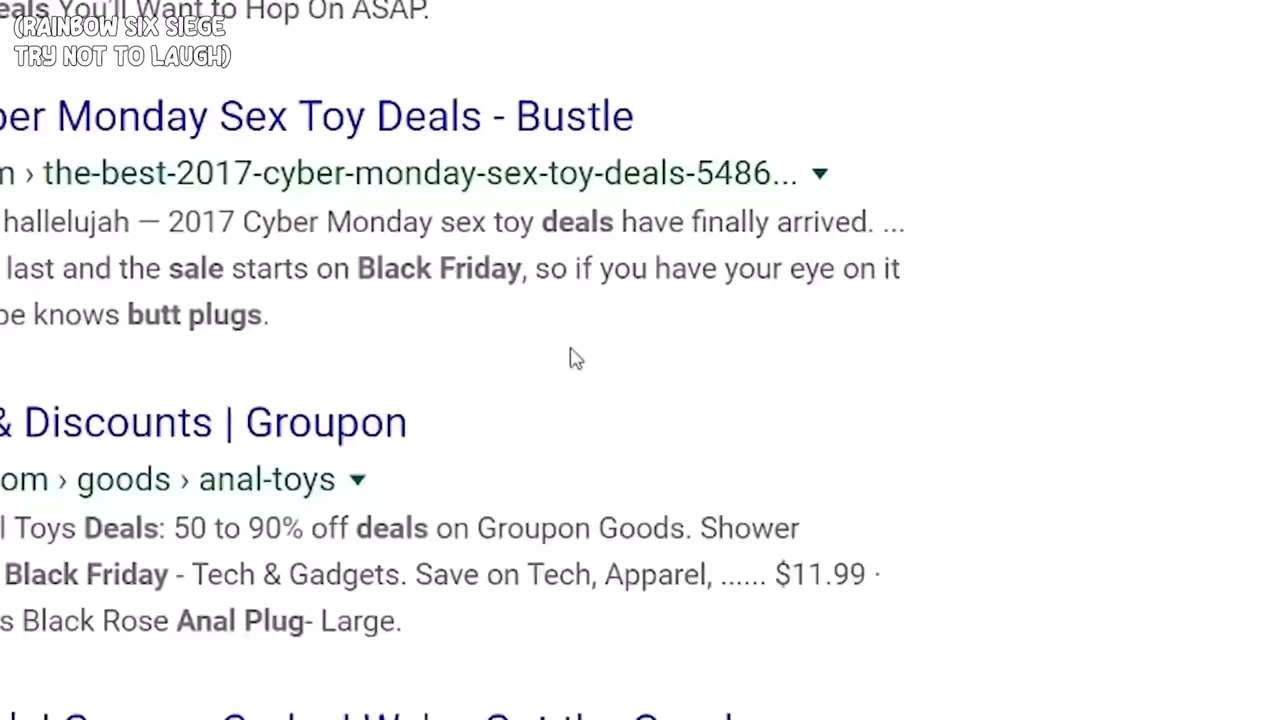 eals You'll Want to Hop On ASAP.
(RAINBOW SIX SIEGE
TRY NOT TO LAUGH)
ber Monday Sex Toy Deals - Bustle
m › the-best-2017-cyber-monday-sex-toy-deals-5486...
hallelujah — 2017 Cyber Monday sex toy deals have finally arrived. ...
last and the sale starts on Black Friday, so if you have your eye on it
be knows butt plugs.
& Discounts | Groupon
om › goods › anal-toys
l Toys Deals: 50 to 90% off deals on Groupon Goods. Shower
Black Friday - Tech & Gadgets. Save on Tech, Apparel, ...... $11.99 ·
s Black Rose Anal Plug- Large.